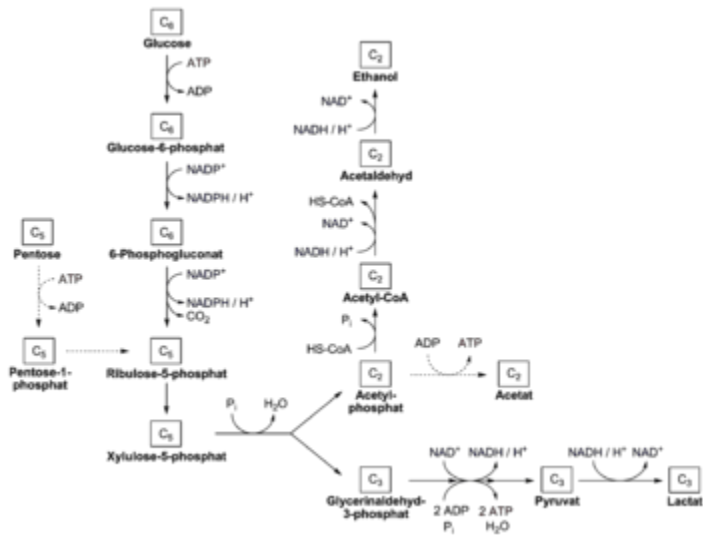 C₆
Glucose
ATP
ADP
C₆
Glucose-6-phosphat
NADP⁺
NADPH / H⁺
C₆
6-Phosphogluconat
NADP⁺
NADPH / H⁺
CO₂
C₅
Pentose
ATP
ADP
C₅
Pentose-1-
phosphat
C₅
Ribulose-5-phosphat
C₅
Xylulose-5-phosphat
Pᵢ
H₂O
C₂
Ethanol
NAD⁺
NADH / H⁺
C₂
Acetaldehyd
HS-CoA
NAD⁺
NADH / H⁺
C₂
Acetyl-CoA
Pᵢ
HS-CoA
C₂
Acetyl-
phosphat
ADP
ATP
C₂
Acetat
C₃
Glycerinaldehyd-
3-phosphat
NAD⁺
NADH / H⁺
2 ADP
Pᵢ
2 ATP
H₂O
C₃
Pyruvat
NADH / H⁺
NAD⁺
C₃
Lactat